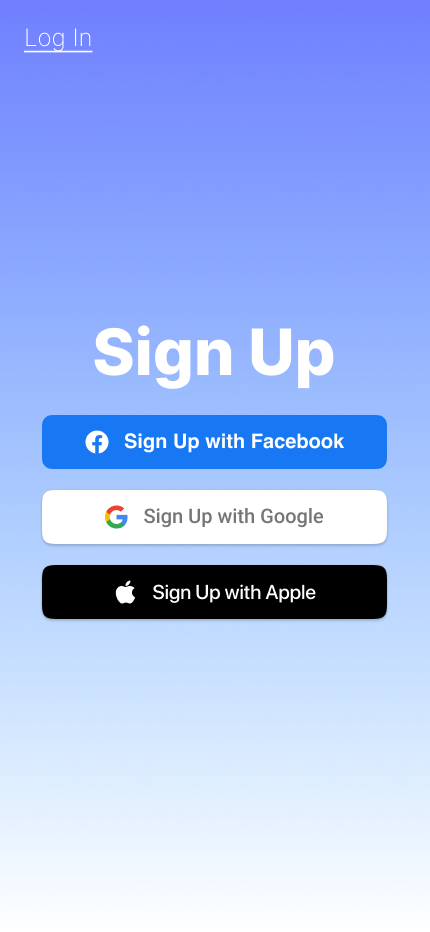 Log In
Sign Up
Sign Up with Facebook
Sign Up with Google
Sign Up with Apple